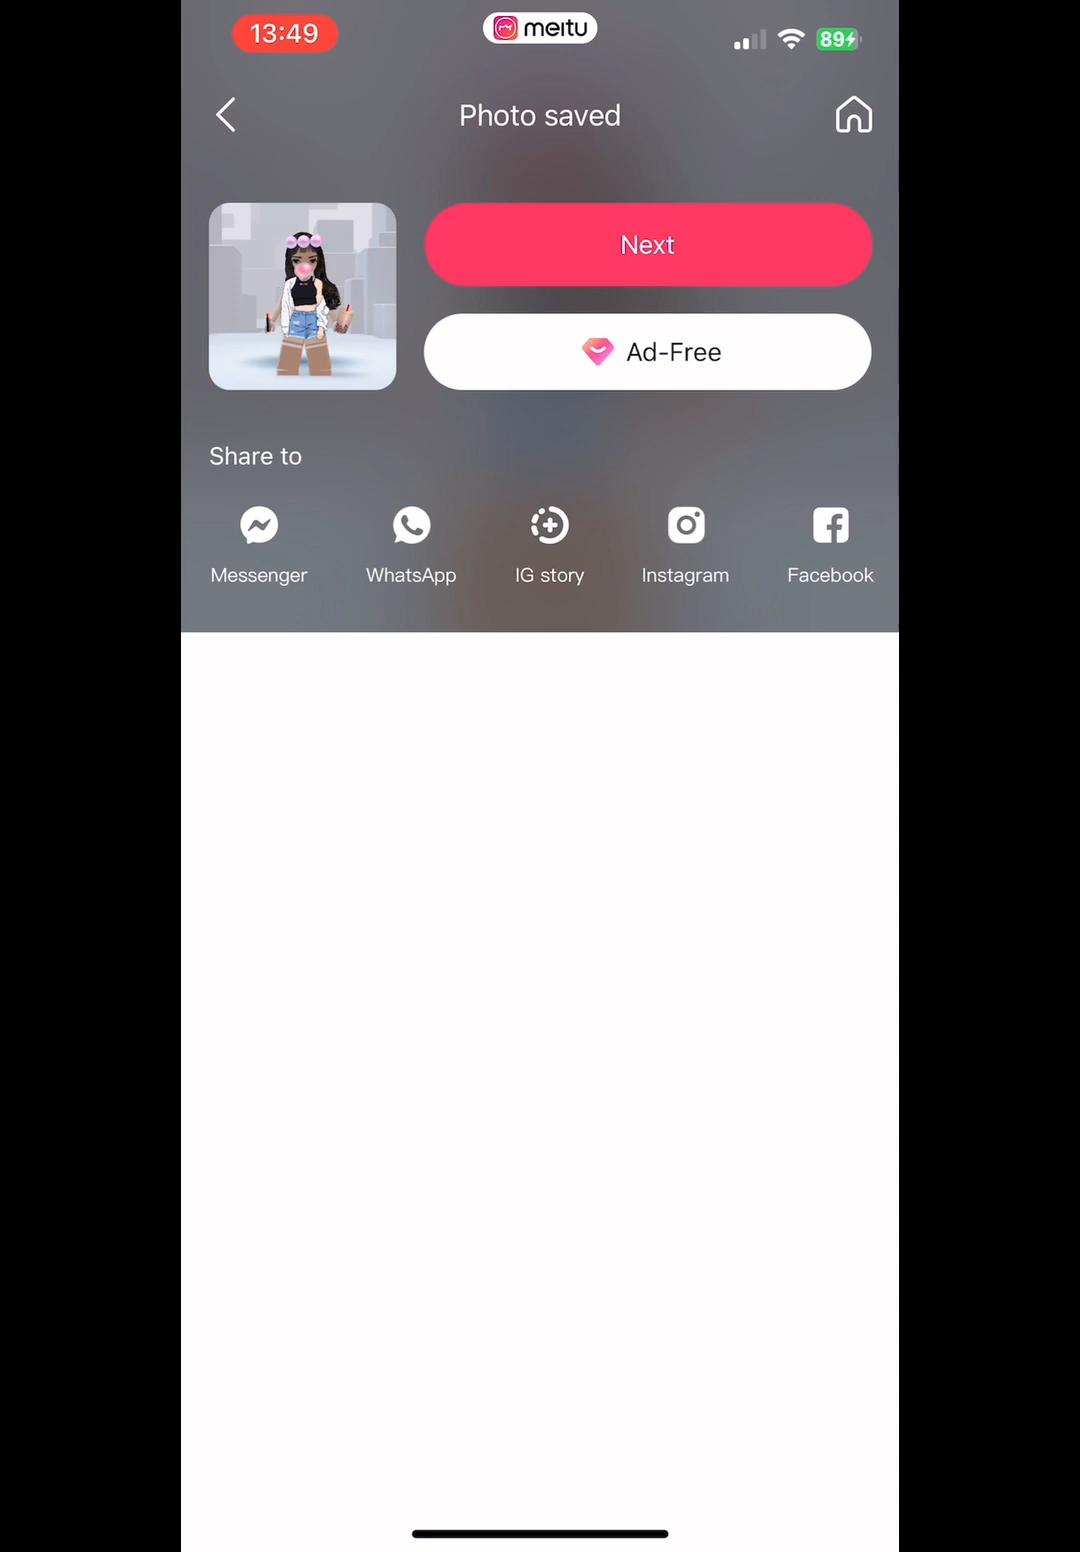 13:49
meitu
89
Photo saved
Next
Ad-Free
Share to
Messenger
WhatsApp
IG story
Instagram
Facebook